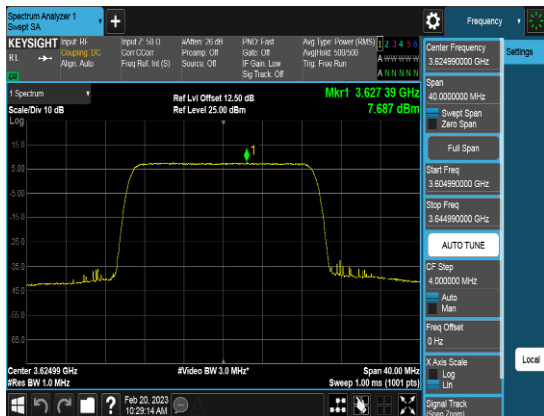 Spectrum Analyzer 1
Swept SA
Frequency
KEYSIGHT
RL
Input: RF
Coupling: DC
Align: Auto
Input Z: 50 Ω
Corr CCorr
Freq Ref: Int (S)
#Atten: 26 dB
Preamp: Off
Source: Off
PNO: Fast
Gate: Off
IF Gain: Low
Sig Track: Off
Avg Type: Power (RMS)
Avg|Hold: 500/500
Trig: Free Run
1 2 3 4 5 6
A W W W W W
A N N N N N
1 Spectrum
Scale/Div 10 dB
Ref Lvl Offset 12.50 dB
Ref Level 25.00 dBm
Mkr1 3.627 39 GHz
7.687 dBm
Log
15.0
5.00
-5.00
-15.0
-25.0
-35.0
-45.0
-55.0
-65.0
1
Center 3.62499 GHz
#Res BW 1.0 MHz
#Video BW 3.0 MHz*
Span 40.00 MHz
Sweep 1.00 ms (1001 pts)
Feb 20, 2023
10:29:14 AM
Center Frequency
3.624990000 GHz
Span
40.0000000 MHz
Swept Span
Zero Span
Full Span
Start Freq
3.604990000 GHz
Stop Freq
3.644990000 GHz
AUTO TUNE
CF Step
4.000000 MHz
Auto
Man
Freq Offset
0 Hz
X Axis Scale
Log
Lin
Signal Track
(Span Zoom)
Settings
Local